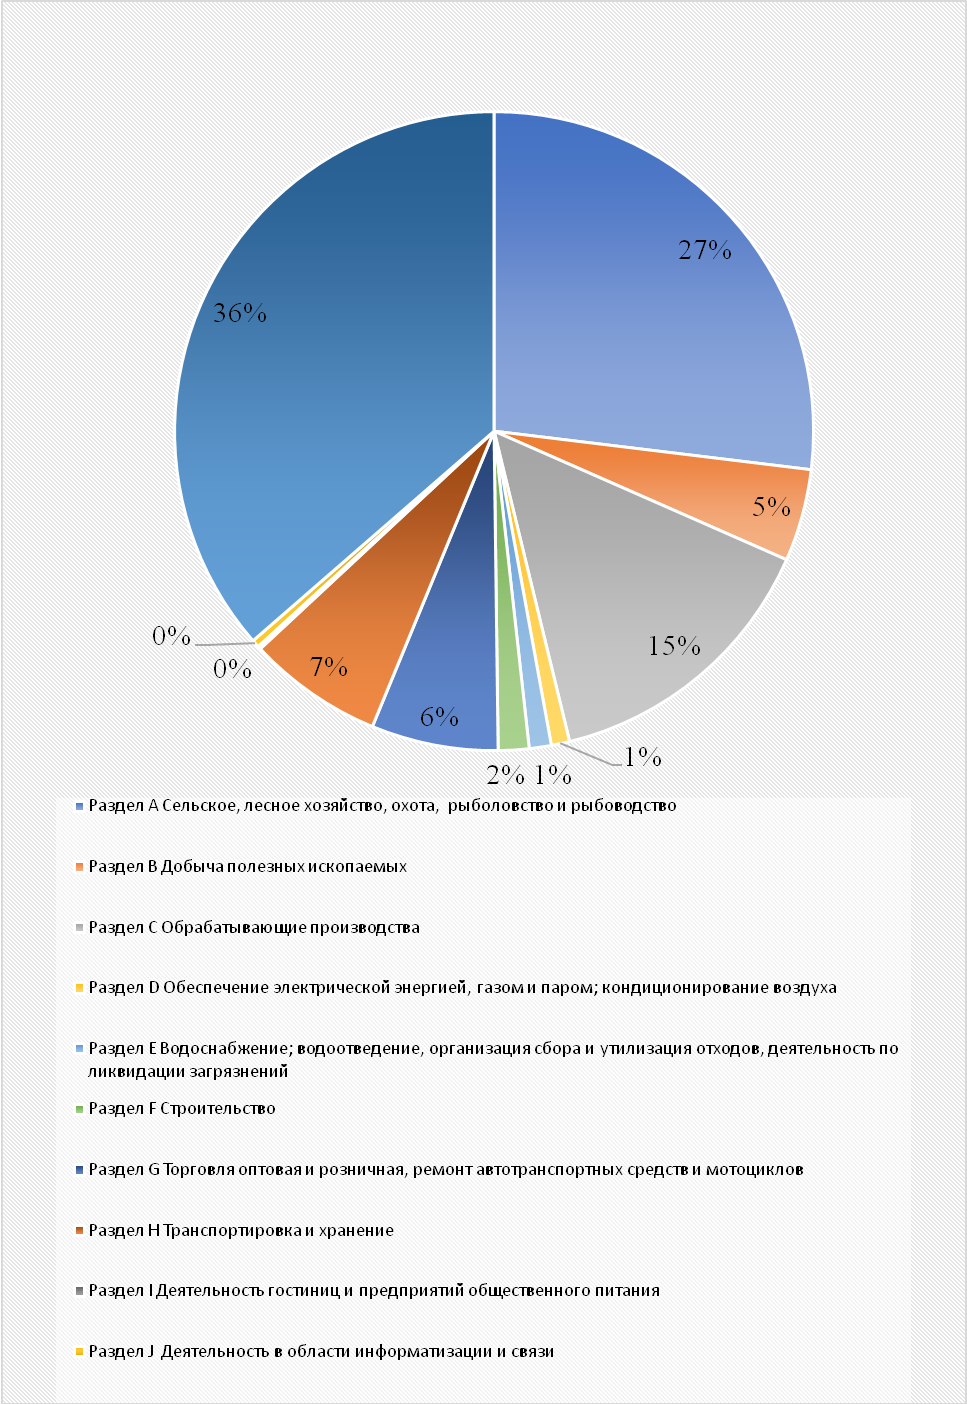 27%
36%
5%
15%
0%
0%
7%
6%
2%
1%
1%
Раздел A Сельское, лесное хозяйство, охота, рыболовство и рыбоводство
Раздел B Добыча полезных ископаемых
Раздел C Обрабатывающие производства
Раздел D Обеспечение электрической энергией, газом и паром; кондиционирование воздуха
Раздел E Водоснабжение; водоотведение, организация сбора и утилизация отходов, деятельность по
ликвидации загрязнений
Раздел F Строительство
Раздел G Торговля оптовая и розничная, ремонт автотранспортных средств и мотоциклов
Раздел H Транспортировка и хранение
Раздел I Деятельность гостиниц и предприятий общественного питания
Раздел J Деятельность в области информатизации и связи